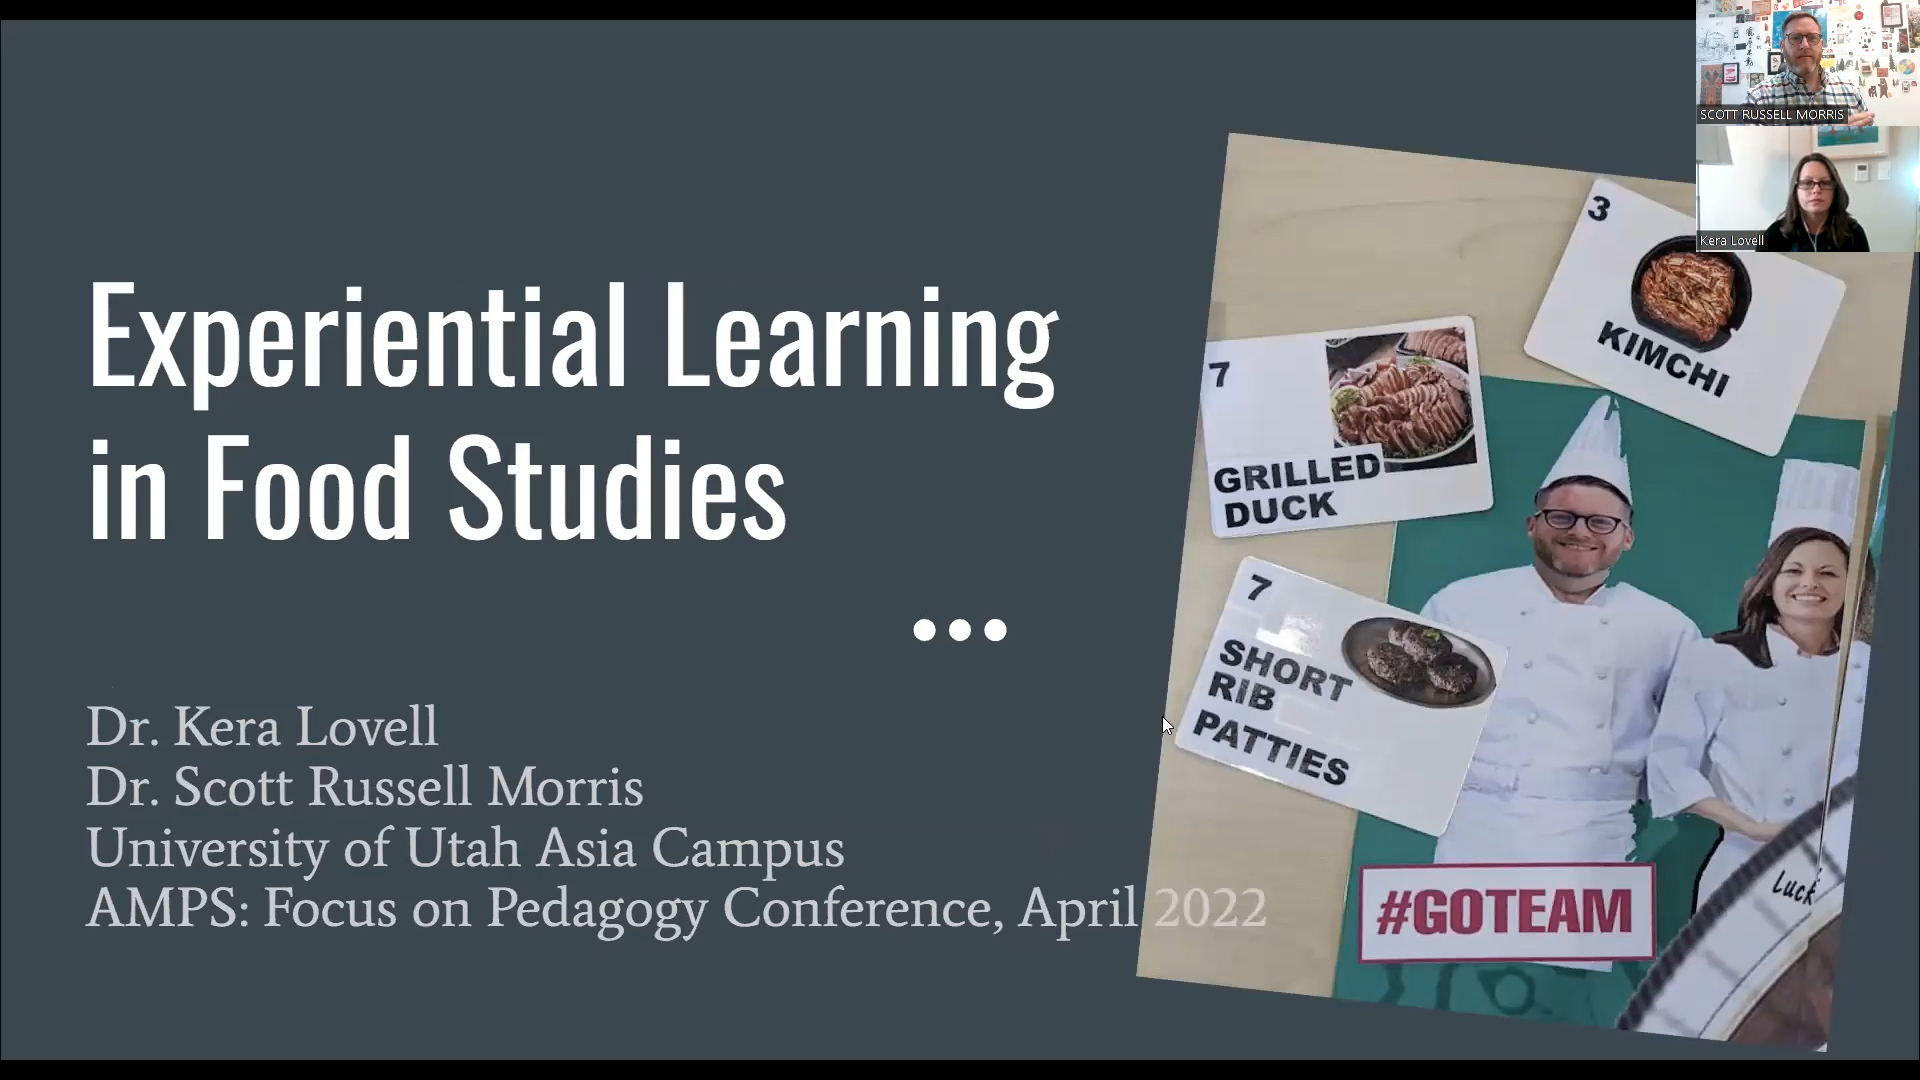 SCOTT RUSSELL MORRIS
Kera Lovell
Experiential Learning
in Food Studies
Dr. Kera Lovell
Dr. Scott Russell Morris
University of Utah Asia Campus
AMPS: Focus on Pedagogy Conference, April 2022
3
KIMCHI
7
GRILLED
DUCK
7
SHORT
RIB
PATTIES
#GOTEAM
Luck